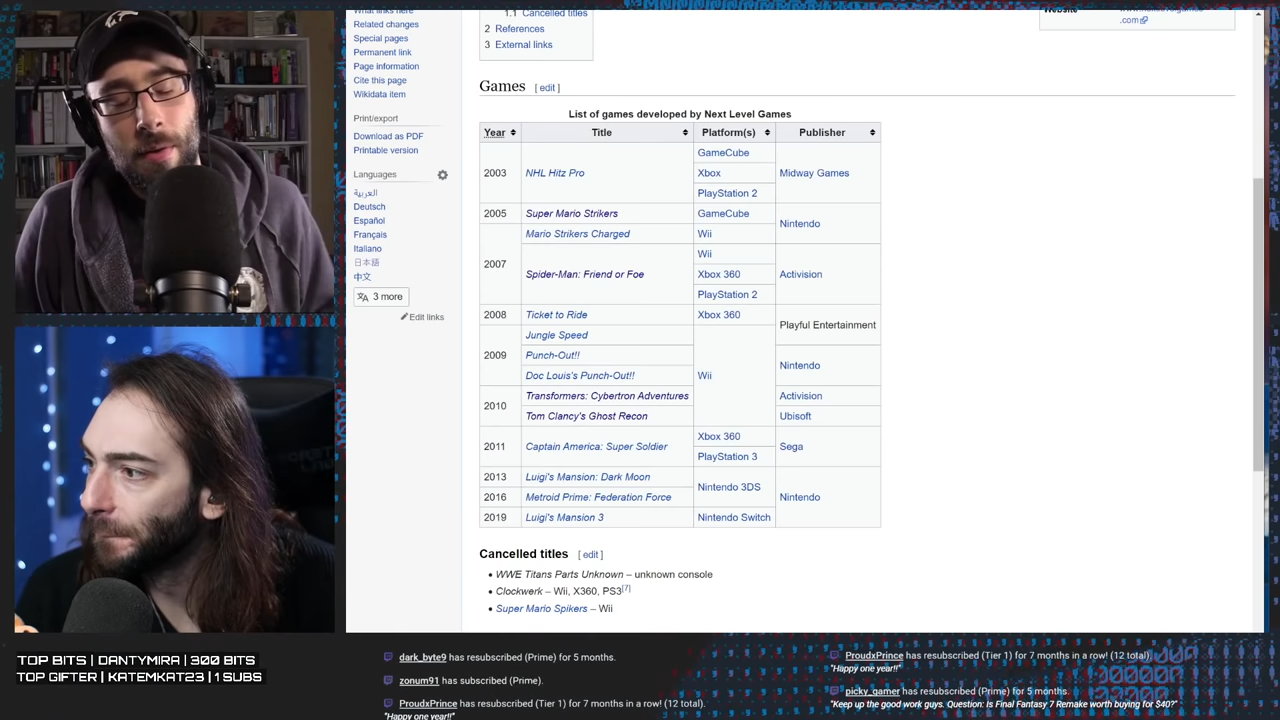 What links here
Related changes
Special pages
Permanent link
Page information
Cite this page
Wikidata item
Print/export
Download as PDF
Printable version
Languages
العربية
Deutsch
Español
Français
Italiano
日本語
中文
3 more
Edit links
1.1 Cancelled titles
2 References
3 External links
Website
.com
Games [ edit ]
List of games developed by Next Level Games
Year Title Platform(s) Publisher
2003 NHL Hitz Pro GameCube Midway Games
Xbox
PlayStation 2
2005 Super Mario Strikers GameCube Nintendo
2007 Mario Strikers Charged Wii
Spider-Man: Friend or Foe Wii Activision
Xbox 360
PlayStation 2
2008 Ticket to Ride Xbox 360 Playful Entertainment
2009 Jungle Speed Wii
Punch-Out!! Nintendo
Doc Louis's Punch-Out!!
2010 Transformers: Cybertron Adventures Activision
Tom Clancy's Ghost Recon Ubisoft
2011 Captain America: Super Soldier Xbox 360 Sega
PlayStation 3
2013 Luigi's Mansion: Dark Moon Nintendo 3DS Nintendo
2016 Metroid Prime: Federation Force
2019 Luigi's Mansion 3 Nintendo Switch
Cancelled titles [ edit ]
• WWE Titans Parts Unknown – unknown console
• Clockwerk – Wii, X360, PS3[7]
• Super Mario Spikers – Wii
TOP BITS | DANTYMIRA | 300 BITS
TOP GIFTER | KATEMKAT23 | 1 SUBS
dark_byte9 has resubscribed (Prime) for 5 months.
zonum91 has subscribed (Prime).
ProudxPrince has resubscribed (Tier 1) for 7 months in a row! (12 total).
"Happy one year!!"
ProudxPrince has resubscribed (Tier 1) for 7 months in a row! (12 total).
"Happy one year!!"
picky_gamer has resubscribed (Prime) for 5 months.
"Keep up the good work guys. Question: Is Final Fantasy 7 Remake worth buying for $40?"